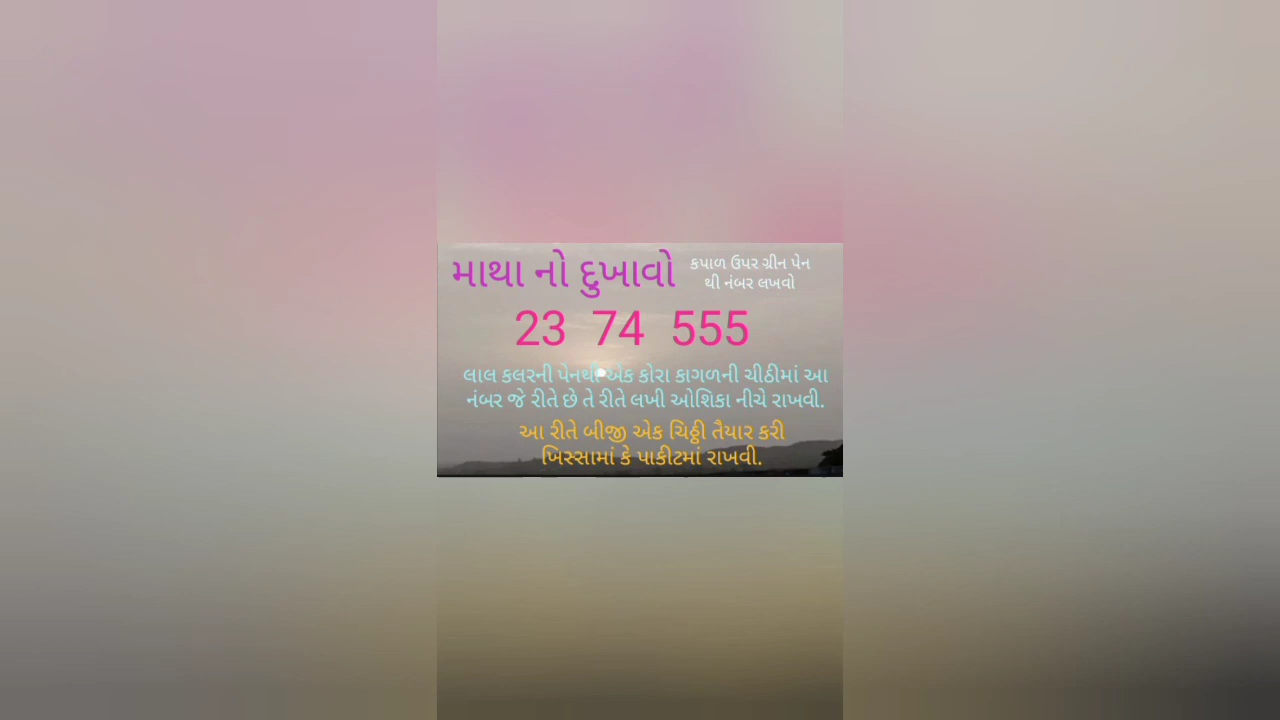 માથા નો દુખાવો
કપાળ ઉપર ગ્રીન પેન
થી નંબર લખવો
23 74 555
લાલ કલરની પેનથી એક કોરા કાગળની ચીઠીમાં આ
નંબર જે રીતે છે તે રીતે લખી ઓશિકા નીચે રાખવી.
આ રીતે બીજી એક ચિઠ્ઠી તૈયાર કરી
ખિસ્સામાં કે પાકીટમાં રાખવી.